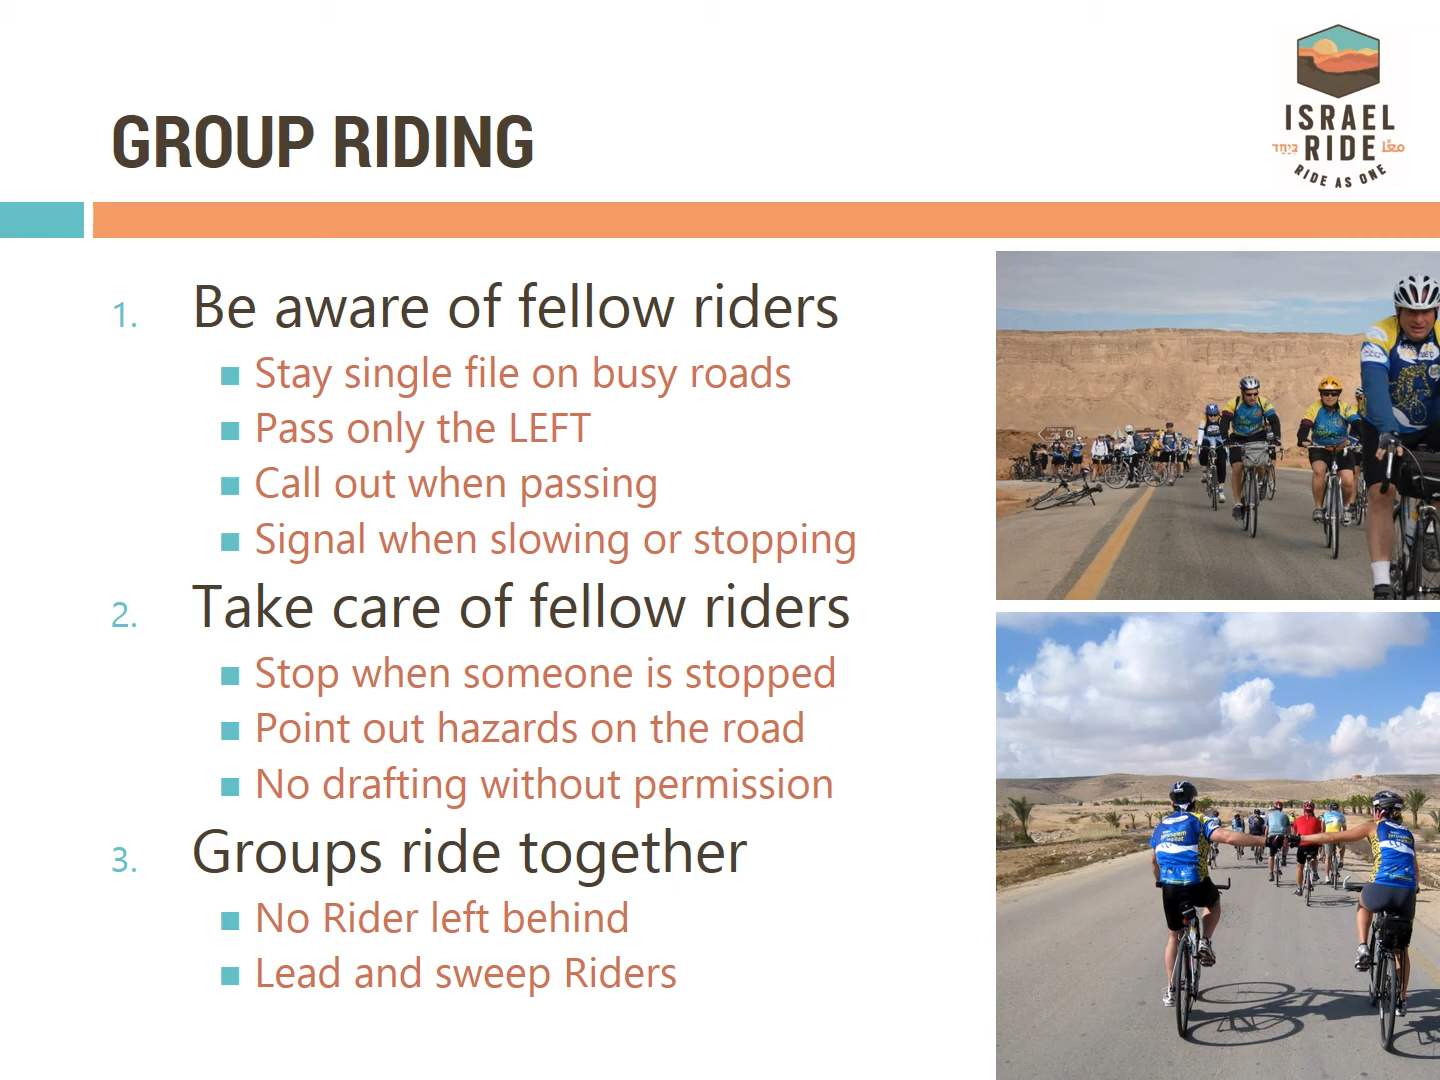 GROUP RIDING
ISRAEL
בְּיַחַד RIDE معًا
RIDE AS ONE
1. Be aware of fellow riders
■ Stay single file on busy roads
■ Pass only the LEFT
■ Call out when passing
■ Signal when slowing or stopping
2. Take care of fellow riders
■ Stop when someone is stopped
■ Point out hazards on the road
■ No drafting without permission
3. Groups ride together
■ No Rider left behind
■ Lead and sweep Riders